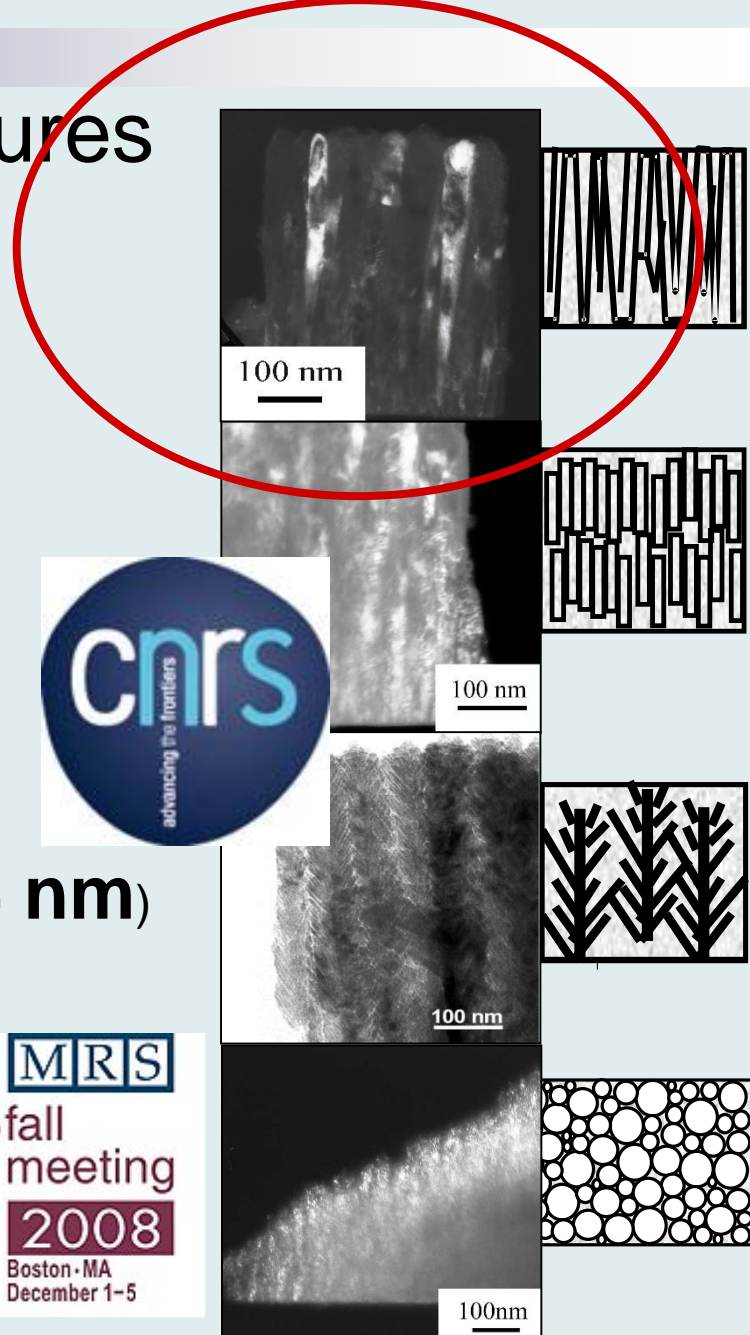 ures
100 nm
100 nm
cnrs
advancing the frontiers
nm)
100 nm
MRS
fall
meeting
2008
Boston·MA
December 1–5
100nm